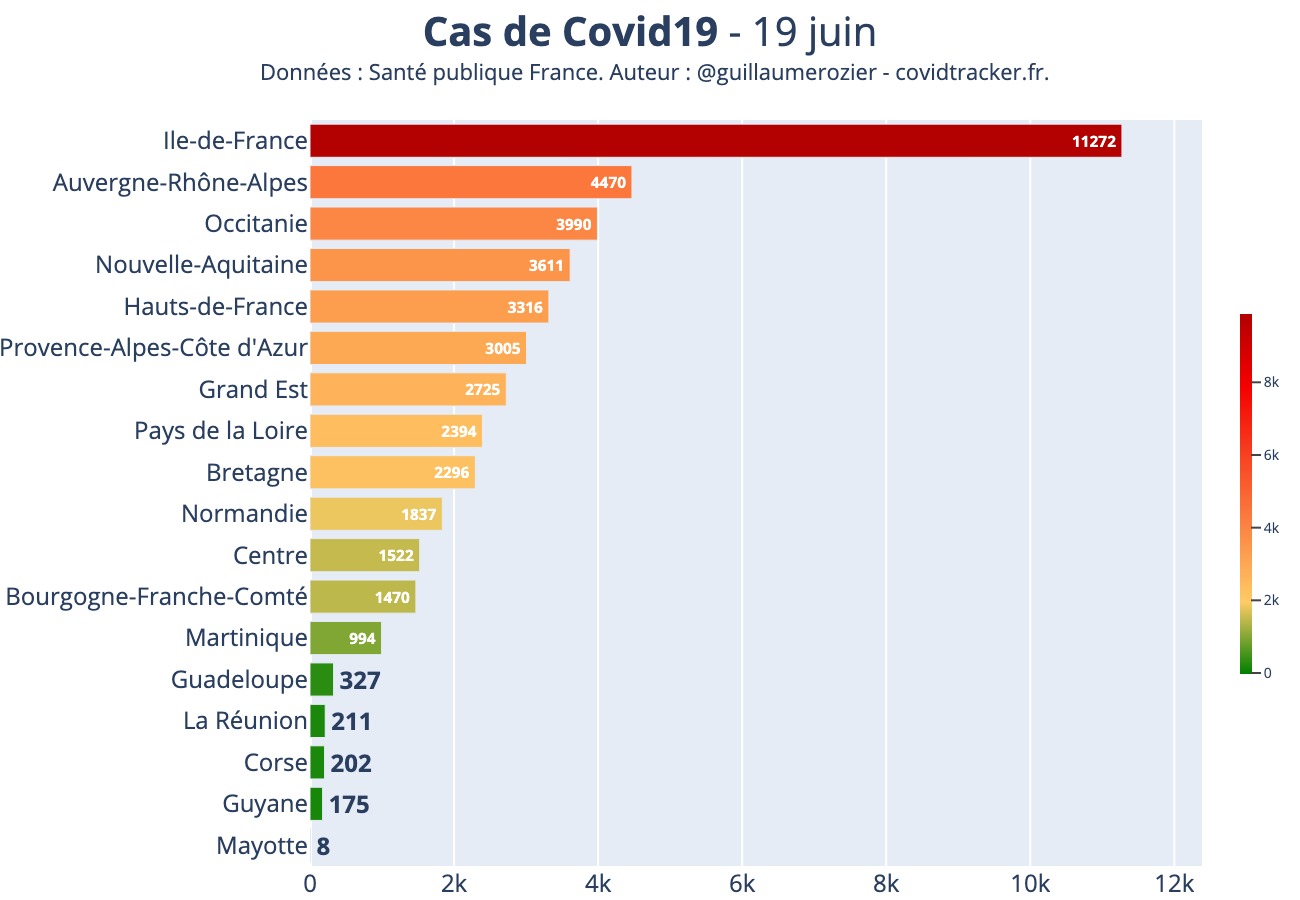 Cas de Covid19 - 19 juin
Données : Santé publique France. Auteur : @guillaumerozier - covidtracker.fr.
Ile-de-France 11272
Auvergne-Rhône-Alpes 4470
Occitanie 3990
Nouvelle-Aquitaine 3611
Hauts-de-France 3316
Provence-Alpes-Côte d'Azur 3005
Grand Est 2725
Pays de la Loire 2394
Bretagne 2296
Normandie 1837
Centre 1522
Bourgogne-Franche-Comté 1470
Martinique 994
Guadeloupe 327
La Réunion 211
Corse 202
Guyane 175
Mayotte 8
0 2k 4k 6k 8k 10k 12k
8k
6k
4k
2k
0